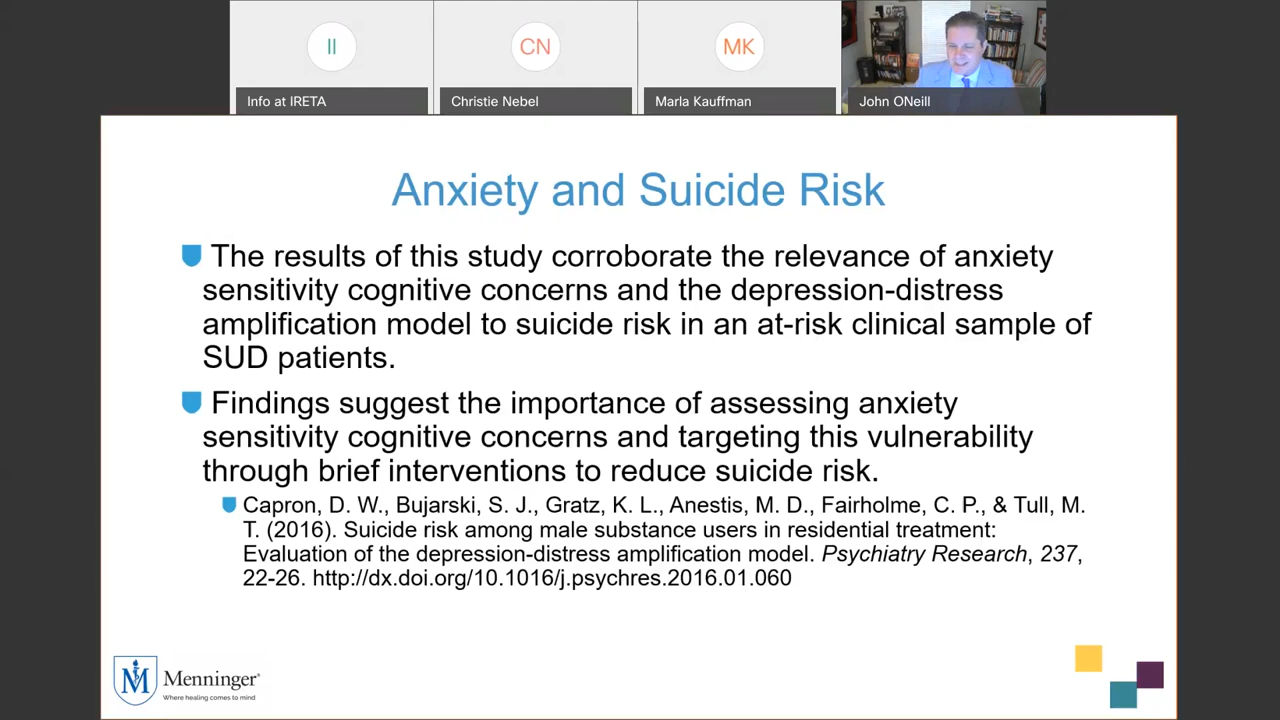 II
CN
MK
Info at IRETA
Christie Nebel
Marla Kauffman
John ONeill
Anxiety and Suicide Risk
The results of this study corroborate the relevance of anxiety
sensitivity cognitive concerns and the depression-distress
amplification model to suicide risk in an at-risk clinical sample of
SUD patients.
Findings suggest the importance of assessing anxiety
sensitivity cognitive concerns and targeting this vulnerability
through brief interventions to reduce suicide risk.
Capron, D. W., Bujarski, S. J., Gratz, K. L., Anestis, M. D., Fairholme, C. P., & Tull, M.
T. (2016). Suicide risk among male substance users in residential treatment:
Evaluation of the depression-distress amplification model. Psychiatry Research, 237,
22-26. http://dx.doi.org/10.1016/j.psychres.2016.01.060
M
Menninger®
Where healing comes to mind